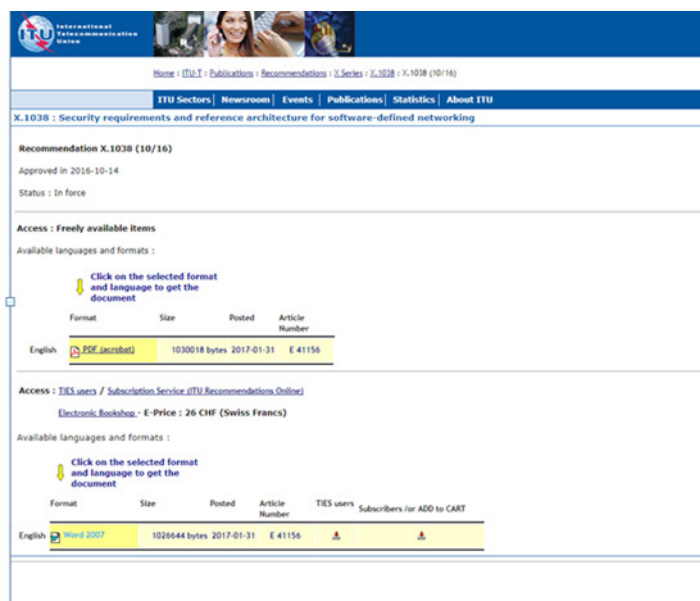 ITU
International
Telecommunication
Union
Home : ITU-T : Publications : Recommendations : X Series : X.1038 : X.1038 (10/16)
ITU Sectors | Newsroom | Events | Publications | Statistics | About ITU
X.1038 : Security requirements and reference architecture for software-defined networking
Recommendation X.1038 (10/16)
Approved in 2016-10-14
Status : In force
Access : Freely available items
Available languages and formats :
Click on the selected format
and language to get the
document
Format Size Posted Article
Number
English PDF (acrobat) 1030018 bytes 2017-01-31 E 41156
Access : TIES users / Subscription Service (ITU Recommendations Online)
Electronic Bookshop - E-Price : 26 CHF (Swiss Francs)
Available languages and formats :
Click on the selected format
and language to get the
document
Format Size Posted Article TIES users Subscribers /or ADD to CART
Number
English Word 2007 1026644 bytes 2017-01-31 E 41156